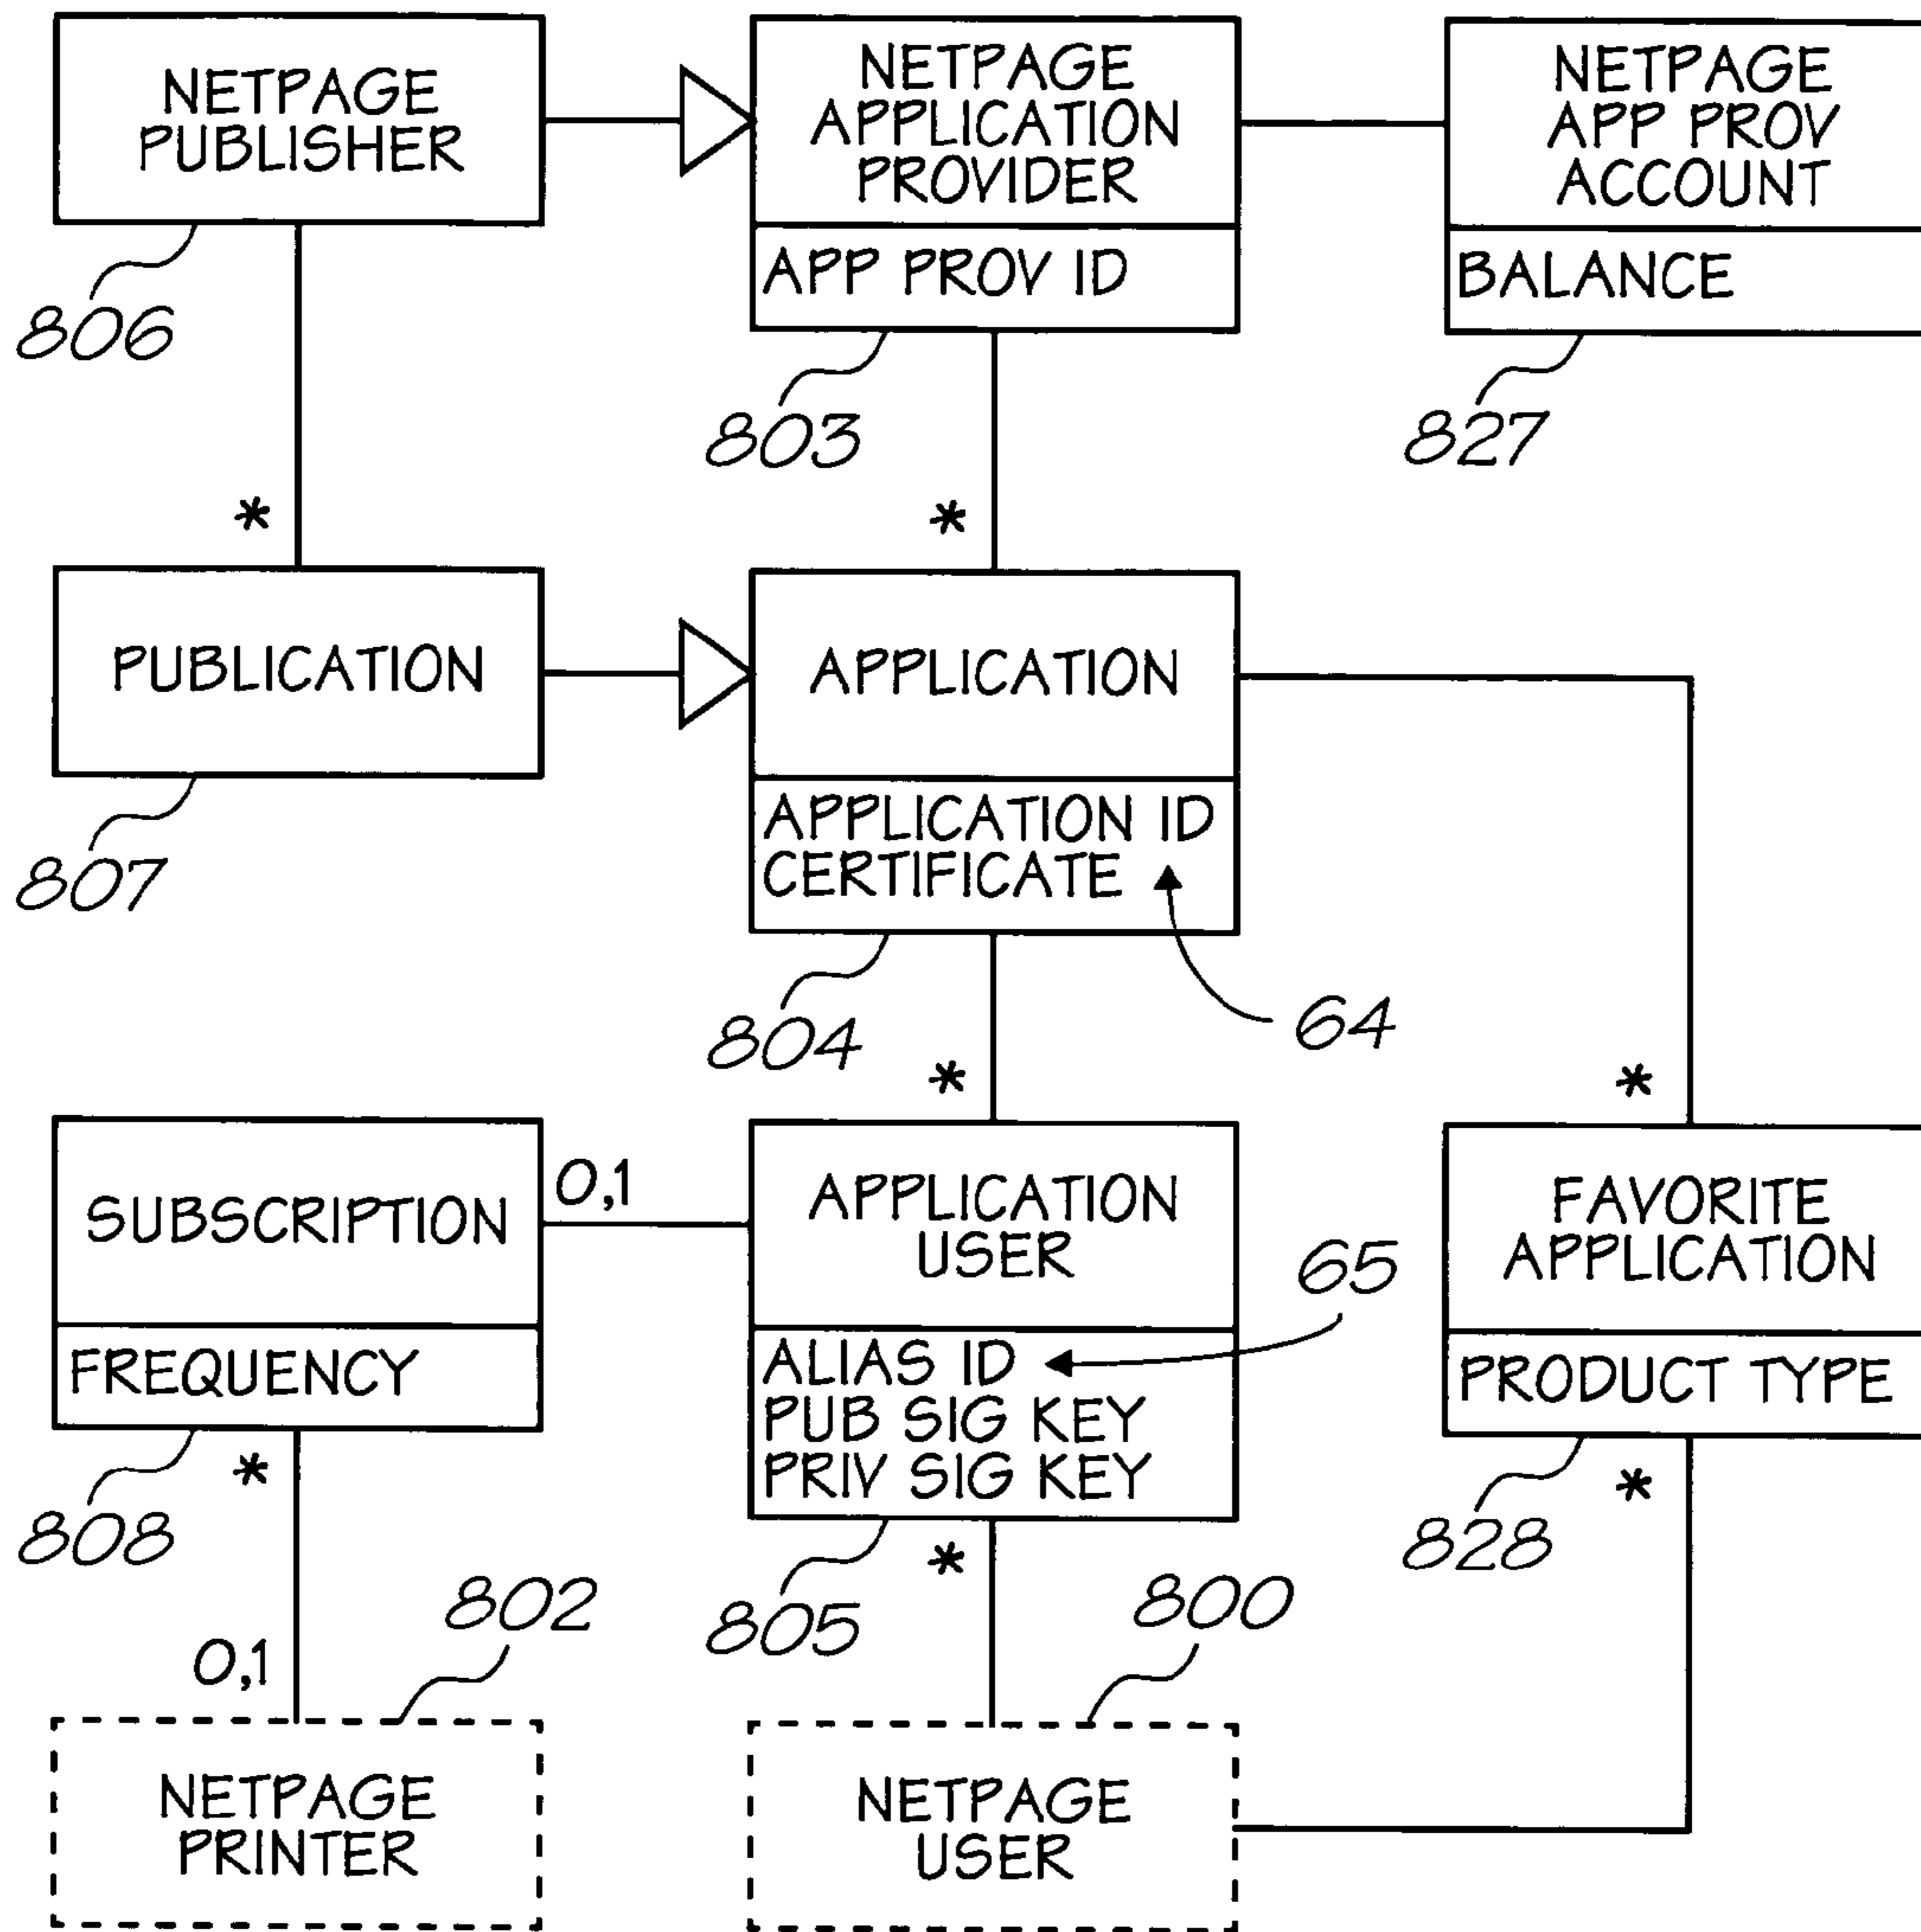 NETPAGE
PUBLISHER
806
NETPAGE
APPLICATION
PROVIDER
APP PROV ID
803
NETPAGE
APP PROV
ACCOUNT
BALANCE
827
*
*
PUBLICATION
807
APPLICATION
APPLICATION ID
CERTIFICATE
804
64
*
*
SUBSCRIPTION
FREQUENCY
808
0,1
APPLICATION
USER
ALIAS ID
PUB SIG KEY
PRIV SIG KEY
65
805
FAVORITE
APPLICATION
PRODUCT TYPE
828
*
*
*
0,1
802
800
NETPAGE
PRINTER
NETPAGE
USER